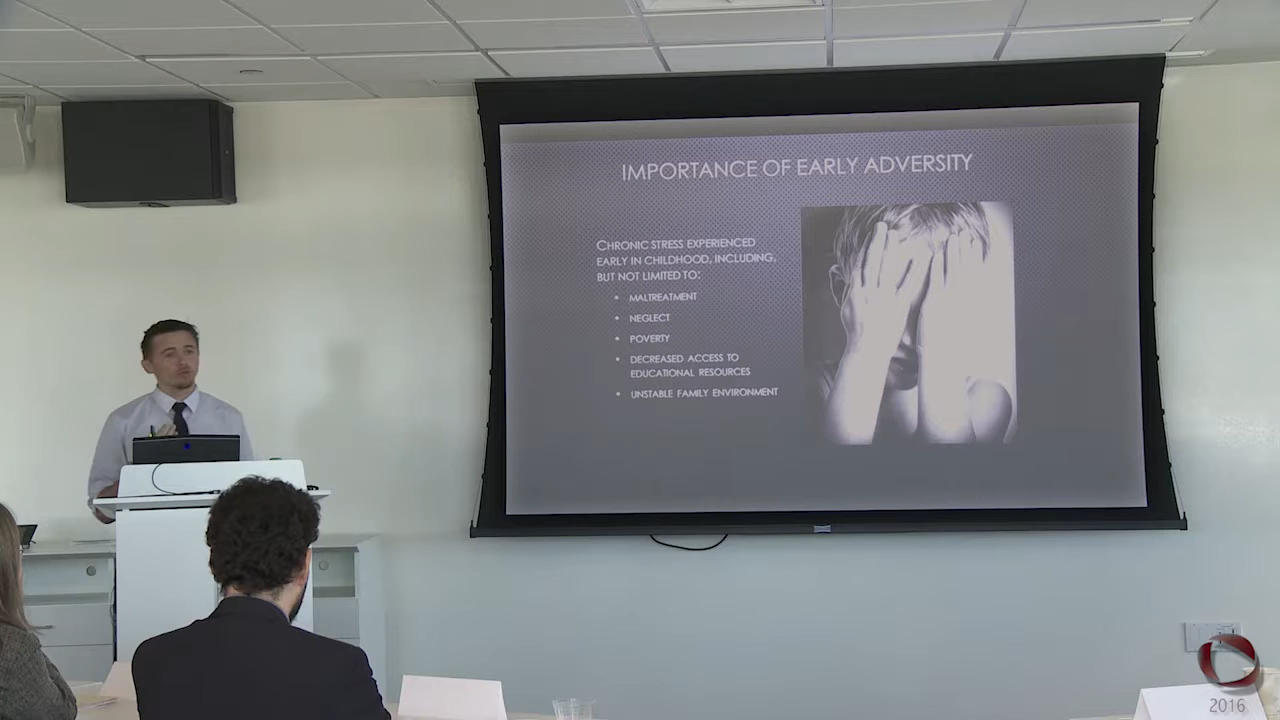 IMPORTANCE OF EARLY ADVERSITY
CHRONIC STRESS EXPERIENCED
EARLY IN CHILDHOOD, INCLUDING,
BUT NOT LIMITED TO:
• MALTREATMENT
• NEGLECT
• POVERTY
• DECREASED ACCESS TO
EDUCATIONAL RESOURCES
• UNSTABLE FAMILY ENVIRONMENT
2016